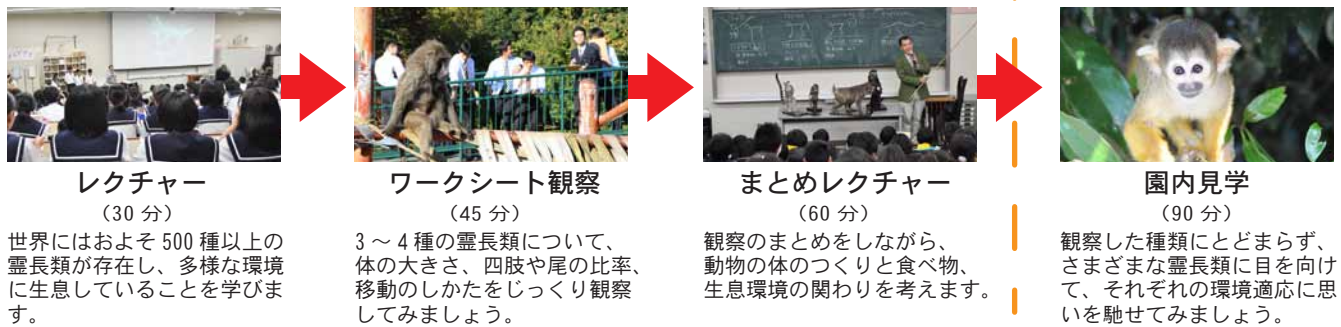 レクチャー
（30 分）
世界にはおよそ 500 種以上の
霊長類が存在し、多様な環境
に生息していることを学びま
す。
ワークシート観察
（45 分）
3 ～ 4 種の霊長類について、
体の大きさ、四肢や尾の比率、
移動のしかたをじっくり観察
してみましょう。
まとめレクチャー
（60 分）
観察のまとめをしながら、
動物の体のつくりと食べ物、
生息環境の関わりを考えます。
園内見学
（90 分）
観察した種類にとどまらず、
さまざまな霊長類に目を向け
て、それぞれの環境適応に思
いを馳せてみましょう。